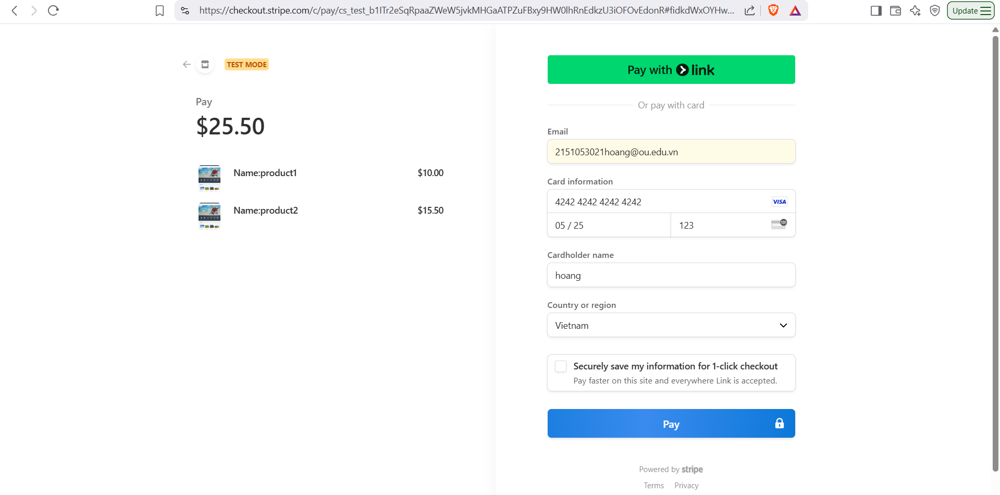 https://checkout.stripe.com/c/pay/cs_test_b1ITr2eSqRpaaZWeW5jvkMHGaATPZuFBxy9HW0lhRnEdkzU3iOFOvEdonR#fidkdWxOYHw...
Update
TEST MODE
Pay
$25.50
Name:product1 $10.00
Name:product2 $15.50
Pay with link
Or pay with card
Email
2151053021hoang@ou.edu.vn
Card information
4242 4242 4242 4242 VISA
05 / 25 123 135
Cardholder name
hoang
Country or region
Vietnam
Securely save my information for 1-click checkout
Pay faster on this site and everywhere Link is accepted.
Pay
Powered by stripe
Terms Privacy